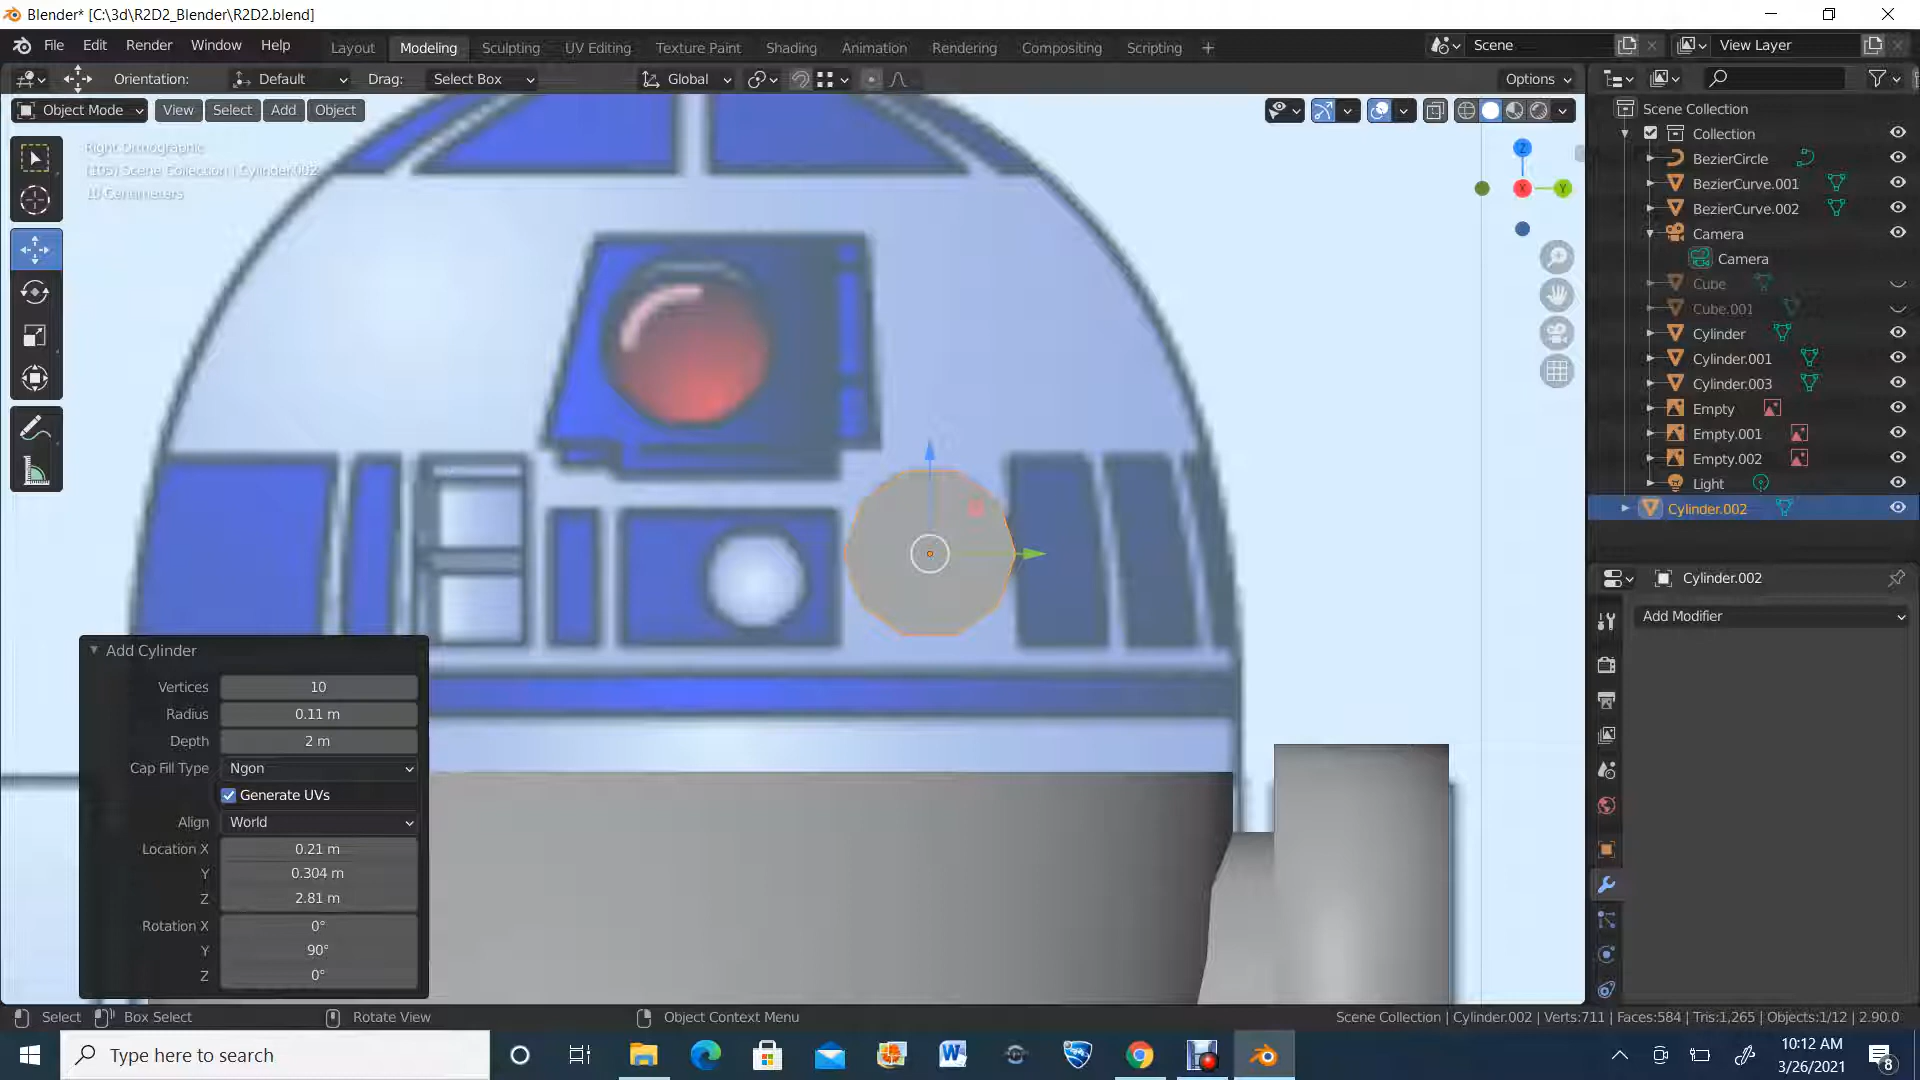 Blender* [C:\3d\R2D2_Blender\R2D2.blend]
File Edit Render Window Help
Layout Modeling Sculpting UV Editing Texture Paint Shading Animation Rendering Compositing Scripting +
Scene
View Layer
Orientation: Default Drag: Select Box Global Options
Object Mode View Select Add Object
Right Orthographic
(105) Scene Collection | Cylinder.002
10 Centimeters
Z
X
Y
Scene Collection
Collection
BezierCircle
BezierCurve.001
BezierCurve.002
Camera
Camera
Cube
Cube.001
Cylinder
Cylinder.001
Cylinder.003
Empty
Empty.001
Empty.002
Light
Cylinder.002
Cylinder.002
Add Modifier
Add Cylinder
Vertices 10
Radius 0.11 m
Depth 2 m
Cap Fill Type Ngon
Generate UVs
Align World
Location X 0.21 m
Y 0.304 m
Z 2.81 m
Rotation X 0°
Y 90°
Z 0°
Select Box Select Rotate View Object Context Menu
Scene Collection | Cylinder.002 | Verts:711 | Faces:584 | Tris:1,265 | Objects:1/12 | 2.90.0
Type here to search
10:12 AM
3/26/2021
8